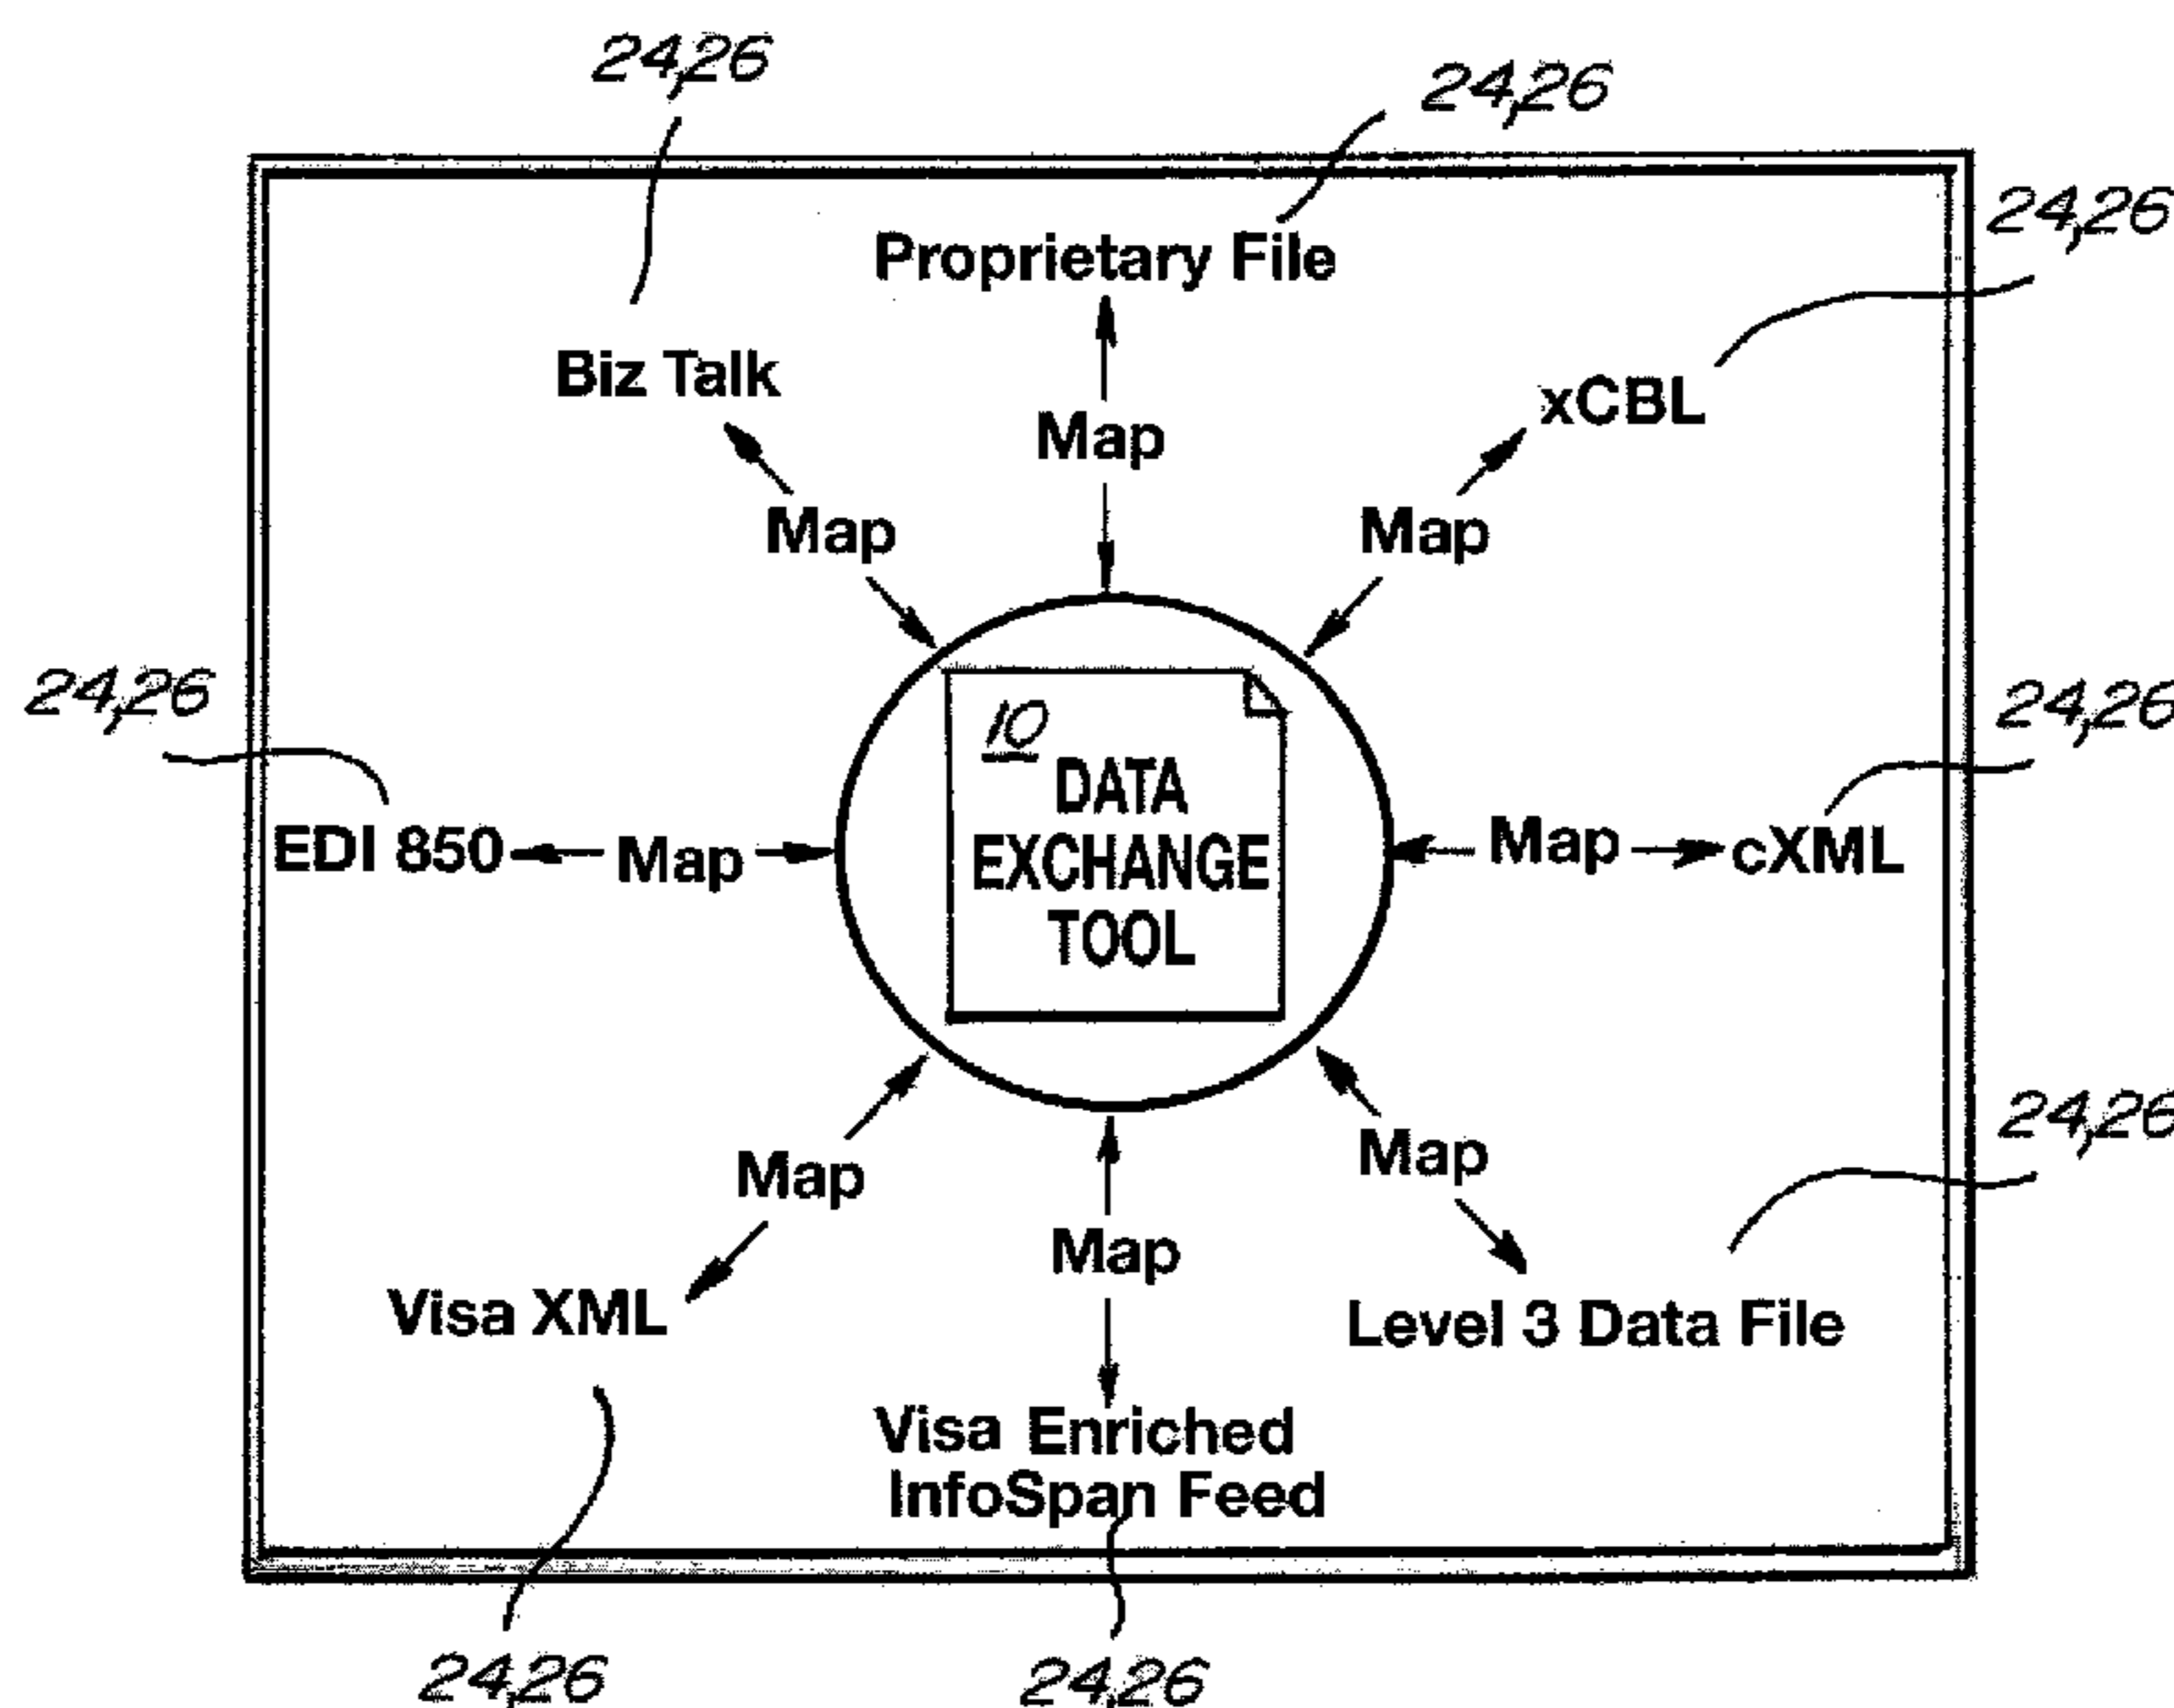 24,26
24,26
24,26
Proprietary File
Biz Talk
xCBL
Map
Map
Map
24,26
24,26
10
DATA
EXCHANGE
TOOL
EDI 850
Map
Map
cXML
24,26
Map
Map
Map
Visa XML
Level 3 Data File
Visa Enriched
InfoSpan Feed
24,26
24,26